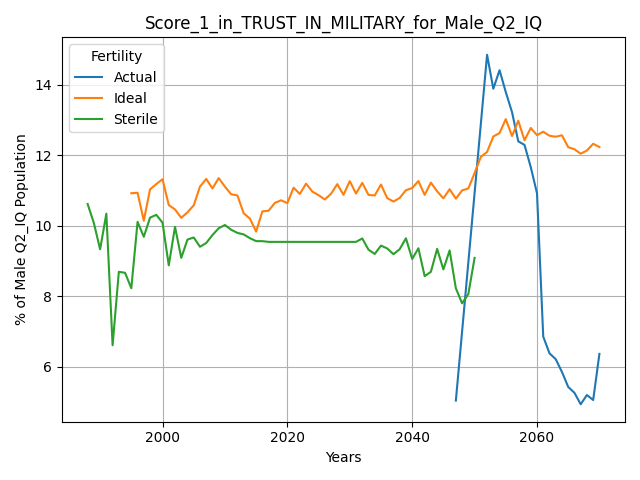 Score_1_in_TRUST_IN_MILITARY_for_Male_Q2_IQ
Fertility
Actual
Ideal
Sterile
% of Male Q2_IQ Population
14
12
10
8
6
2000
2020
2040
2060
Years